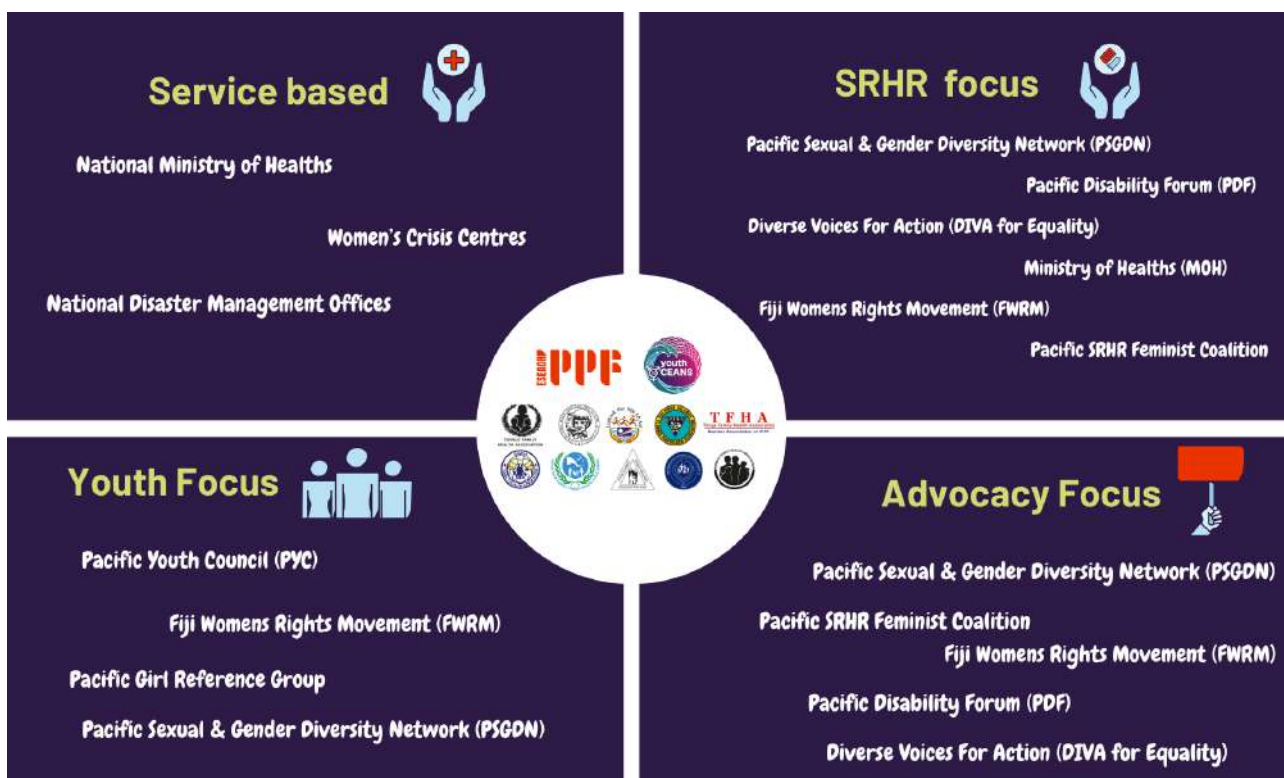 Service based
National Ministry of Healths
Women's Crisis Centres
National Disaster Management Offices
SRHR focus
Pacific Sexual & Gender Diversity Network (PSGDN)
Pacific Disability Forum (PDF)
Diverse Voices For Action (DIVA for Equality)
Ministry of Healths (MOH)
Fiji Womens Rights Movement (FWRM)
Pacific SRHR Feminist Coalition
ESEAOR
IPPF
youth
OCEANS
TFHA
Youth Focus
Pacific Youth Council (PYC)
Fiji Womens Rights Movement (FWRM)
Pacific Girl Reference Group
Pacific Sexual & Gender Diversity Network (PSGDN)
Advocacy Focus
Pacific Sexual & Gender Diversity Network (PSGDN)
Pacific SRHR Feminist Coalition
Fiji Womens Rights Movement (FWRM)
Pacific Disability Forum (PDF)
Diverse Voices For Action (DIVA for Equality)